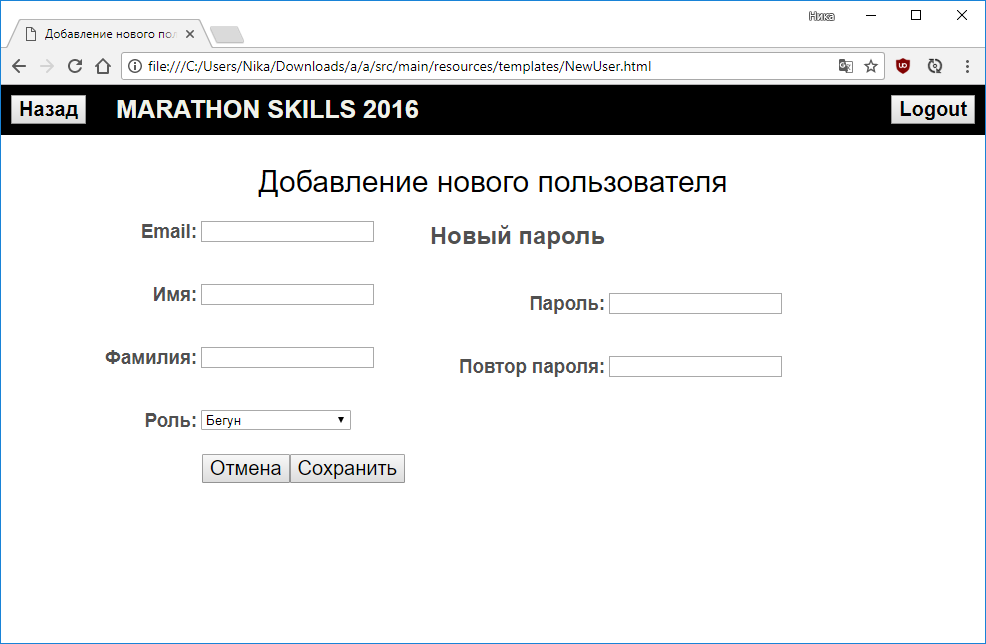 Ника
Добавление нового пол
file:///C:/Users/Nika/Downloads/a/a/src/main/resources/templates/NewUser.html
Назад MARATHON SKILLS 2016 Logout
Добавление нового пользователя
Email:
Новый пароль
Имя:
Пароль:
Фамилия:
Повтор пароля:
Роль: Бегун
Отмена Сохранить